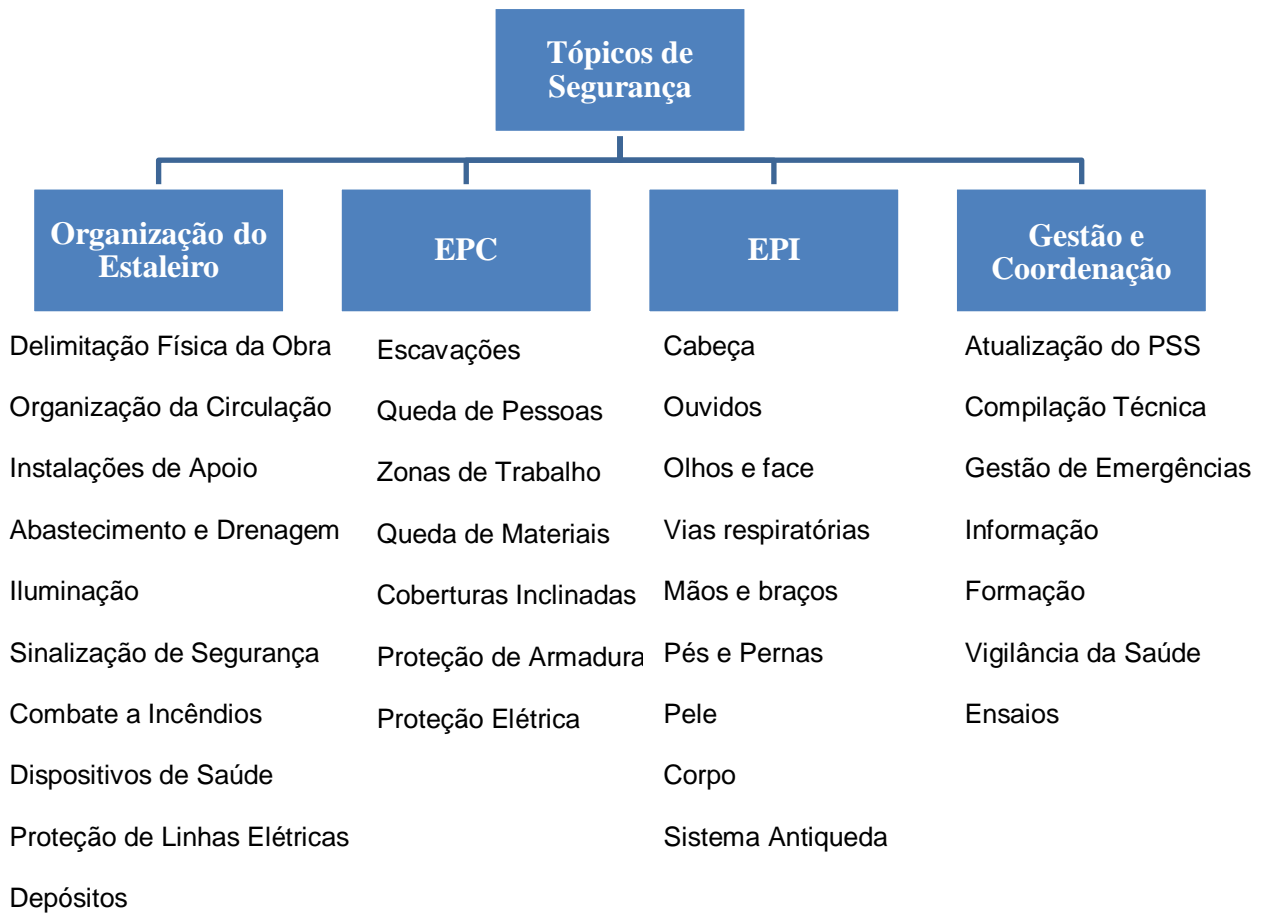 Tópicos de
Segurança
Organização do
Estaleiro
Delimitação Física da Obra
Organização da Circulação
Instalações de Apoio
Abastecimento e Drenagem
Iluminação
Sinalização de Segurança
Combate a Incêndios
Dispositivos de Saúde
Proteção de Linhas Elétricas
Depósitos
EPC
Escavações
Queda de Pessoas
Zonas de Trabalho
Queda de Materiais
Coberturas Inclinadas
Proteção de Armadura
Proteção Elétrica
EPI
Cabeça
Ouvidos
Olhos e face
Vias respiratórias
Mãos e braços
Pés e Pernas
Pele
Corpo
Sistema Antiqueda
Gestão e
Coordenação
Atualização do PSS
Compilação Técnica
Gestão de Emergências
Informação
Formação
Vigilância da Saúde
Ensaios